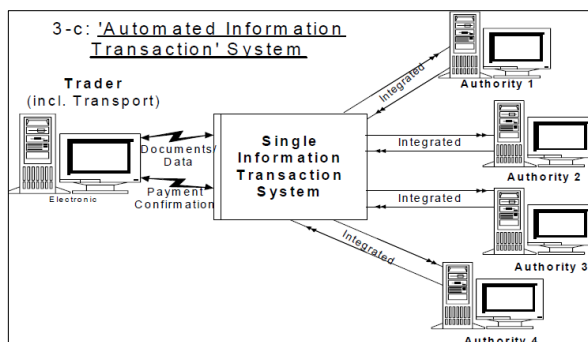 3-c: 'Automated Information
Transaction' System
Trader
(incl. Transport)
Electronic
Documents/
Data
Payment
Confirmation
Single
Information
Transaction
System
Integrated
Authority 1
Integrated
Authority 2
Integrated
Authority 3
Integrated
Authority 4